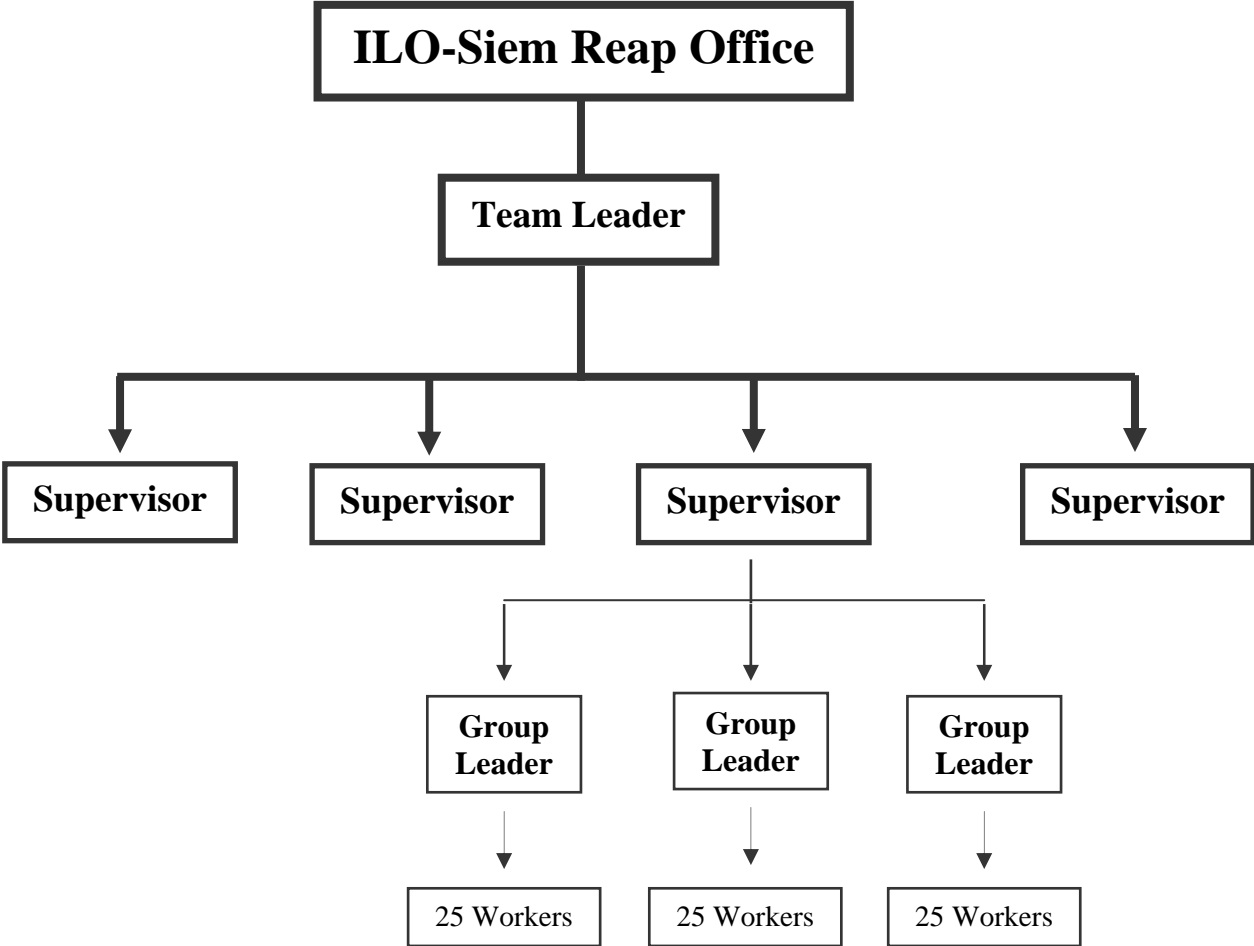 ILO-Siem Reap Office
Team Leader
Supervisor
Supervisor
Supervisor
Supervisor
Group
Leader
Group
Leader
Group
Leader
25 Workers
25 Workers
25 Workers